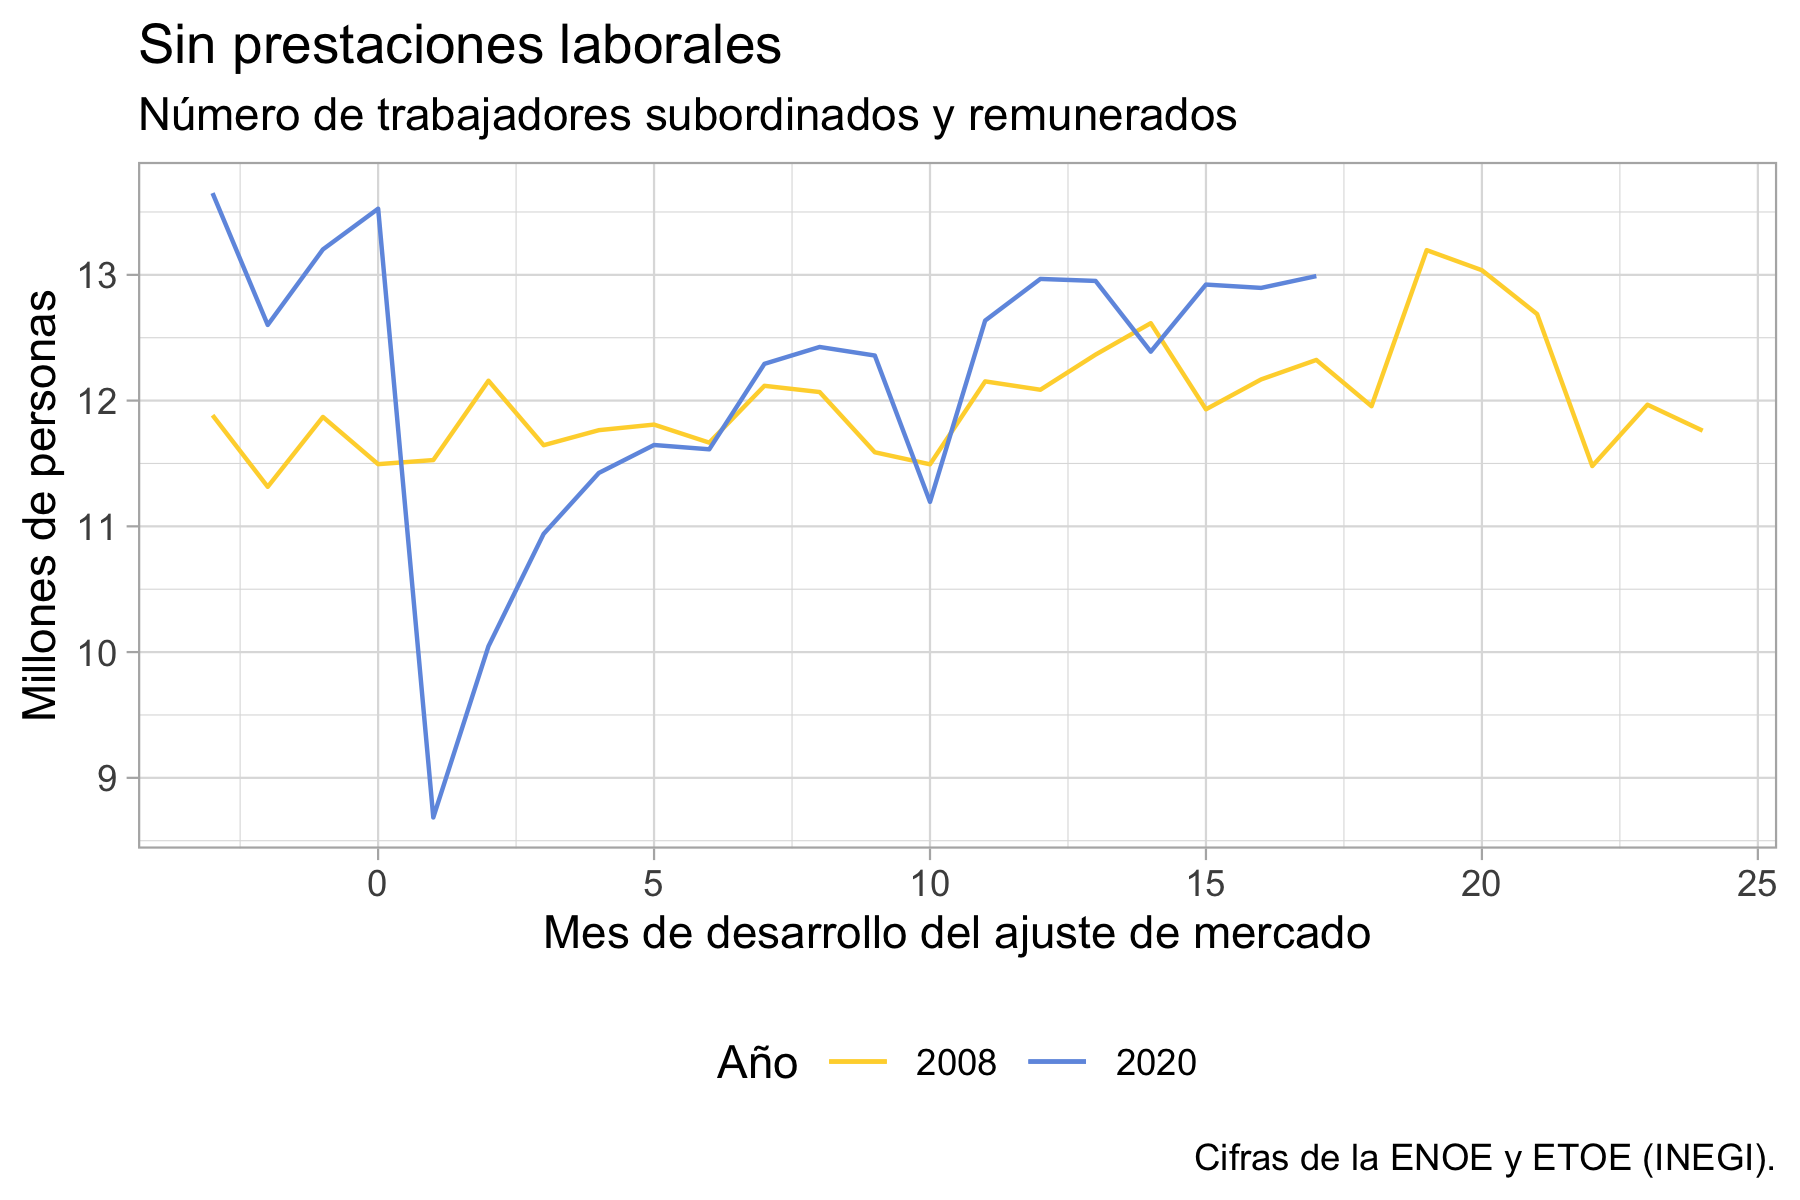 Sin prestaciones laborales
Número de trabajadores subordinados y remunerados
Millones de personas
13
12
11
10
9
0 5 10 15 20 25
Mes de desarrollo del ajuste de mercado
Año 2008 2020
Cifras de la ENOE y ETOE (INEGI).